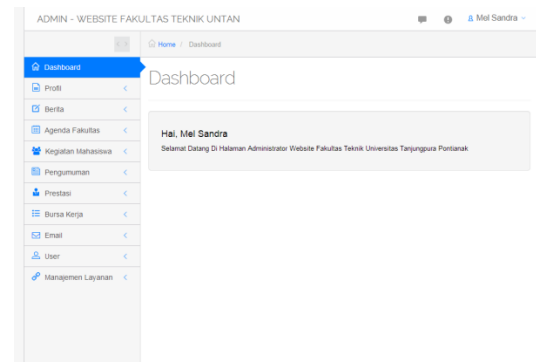 ADMIN - WEBSITE FAKULTAS TEKNIK UNTAN
Mel Sandra
Home / Dashboard
Dashboard
Profil
Berita
Agenda Fakultas
Kegiatan Mahasiswa
Pengumuman
Prestasi
Bursa Kerja
Email
User
Manajemen Layanan
Dashboard
Hai, Mel Sandra
Selamat Datang Di Halaman Administrator Website Fakultas Teknik Universitas Tanjungpura Pontianak